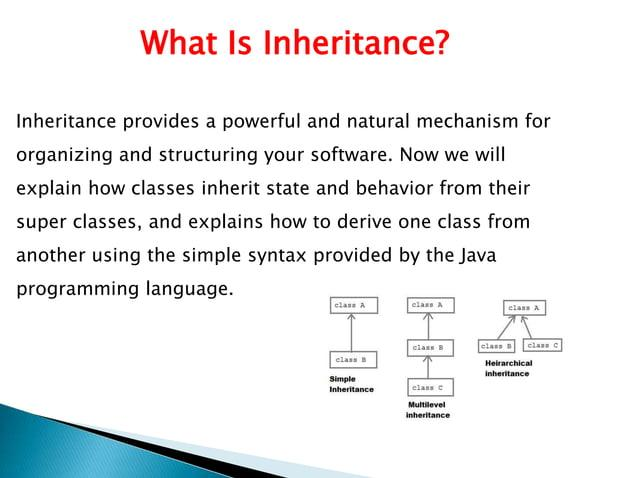 What Is Inheritance?
Inheritance provides a powerful and natural mechanism for
organizing and structuring your software. Now we will
explain how classes inherit state and behavior from their
super classes, and explains how to derive one class from
another using the simple syntax provided by the Java
programming language.
class A
class B
Simple
Inheritance
class A
class B
class C
Multilevel
inheritance
class A
class B
class C
Heirarchical
inheritance